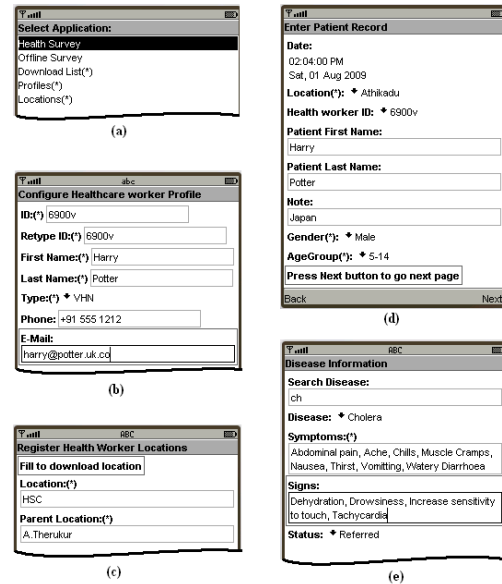 Select Application:
Health Survey
Offline Survey
Download List(*)
Profiles(*)
Locations(*)
(a)
abc
Configure Healthcare worker Profile
ID:(*) 6900v
Retype ID:(*) 6900v
First Name:(*) Harry
Last Name:(*) Potter
Type:(*) VHN
Phone: +91 555 1212
E-Mail:
harry@potter.uk.co
(b)
ABC
Register Health Worker Locations
Fill to download location
Location:(*)
HSC
Parent Location:(*)
A.Therukur
(c)
Enter Patient Record
Date:
02:04:00 PM
Sat, 01 Aug 2009
Location(*): Athikadu
Health worker ID: 6900v
Patient First Name:
Harry
Patient Last Name:
Potter
Note:
Japan
Gender(*): Male
AgeGroup(*): 5-14
Press Next button to go next page
Back Next
(d)
ABC
Disease Information
Search Disease:
ch
Disease: Cholera
Symptoms:(*)
Abdominal pain, Ache, Chills, Muscle Cramps,
Nausea, Thirst, Vomitting, Watery Diarrhoea
Signs:
Dehydration, Drowsiness, Increase sensitivity
to touch, Tachycardia
Status: Referred
(e)